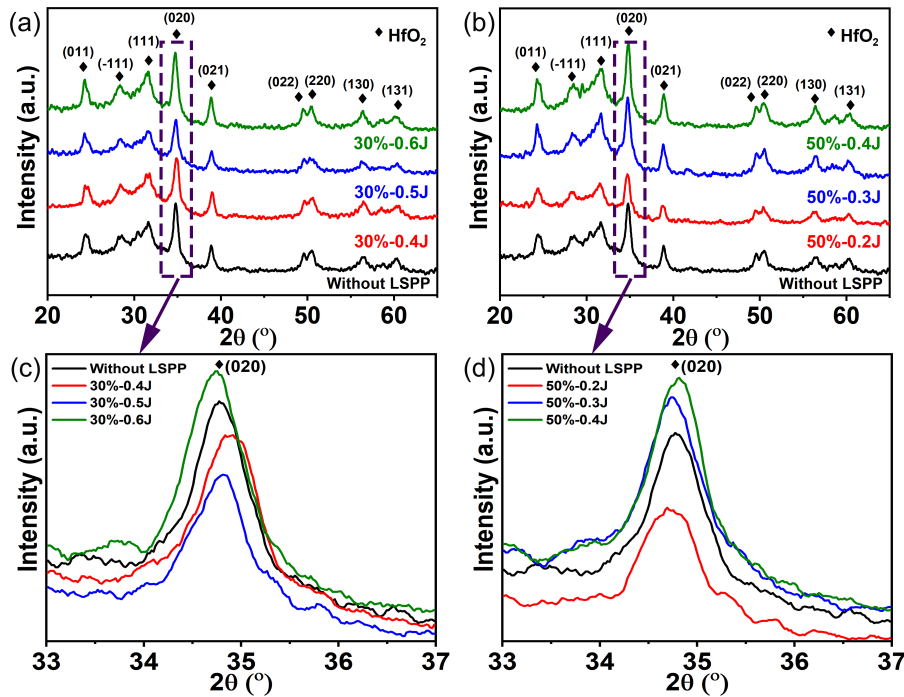 (a)
(020)
◆ HfO₂
(011)
(-111)
(111)
(021)
(022)
(220)
(130)
(131)
30%-0.6J
30%-0.5J
30%-0.4J
Without LSPP
Intensity (a.u.)
20 30 40 50 60
2θ (°)
(b)
(020)
◆ HfO₂
(011)
(-111)
(111)
(021)
(022)
(220)
(130)
(131)
50%-0.4J
50%-0.3J
50%-0.2J
Without LSPP
Intensity (a.u.)
20 30 40 50 60
2θ (°)
(c)
Without LSPP
30%-0.4J
30%-0.5J
30%-0.6J
◆(020)
Intensity (a.u.)
33 34 35 36 37
2θ (°)
(d)
Without LSPP
50%-0.2J
50%-0.3J
50%-0.4J
◆(020)
Intensity (a.u.)
33 34 35 36 37
2θ (°)